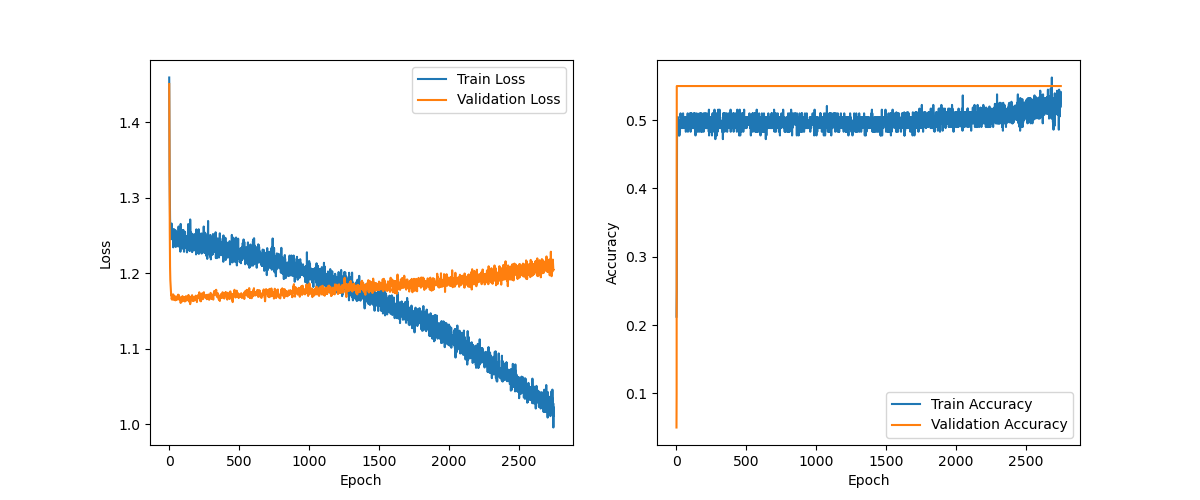 Train Loss
Validation Loss
1.4
1.3
1.2
1.1
1.0
Loss
0 500 1000 1500 2000 2500
Epoch
0.5
0.4
0.3
0.2
0.1
Accuracy
Train Accuracy
Validation Accuracy
0 500 1000 1500 2000 2500
Epoch